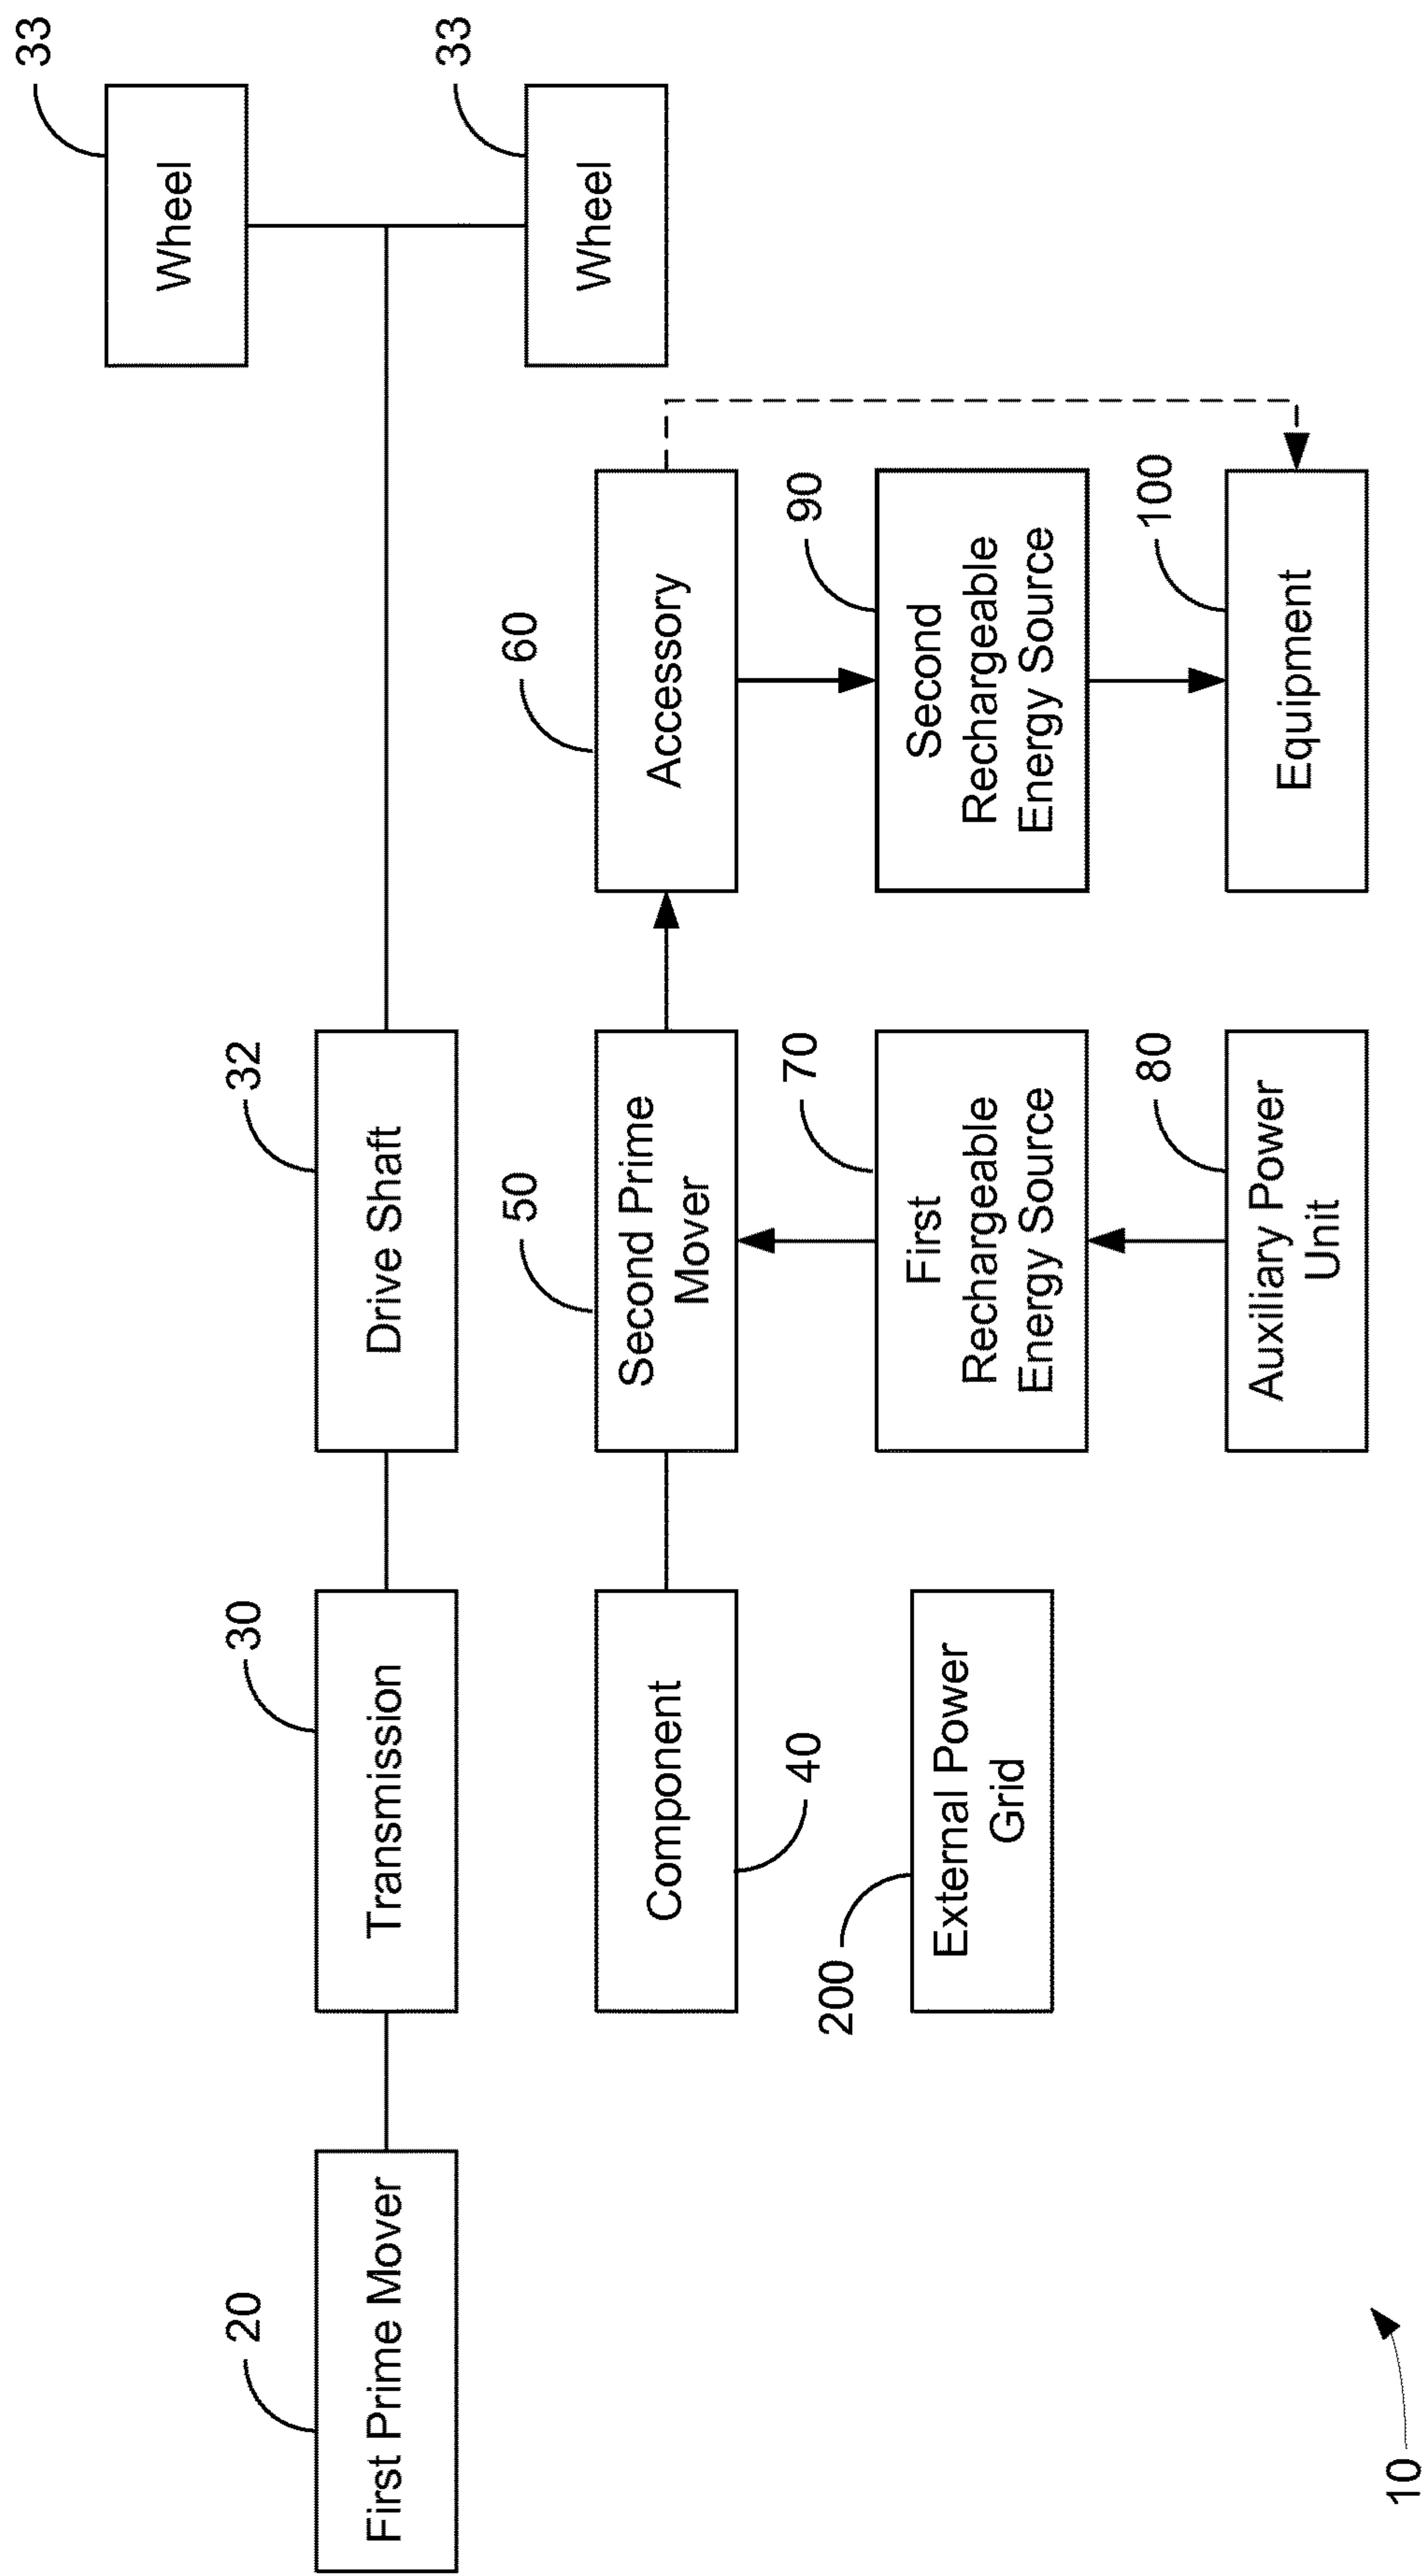 33
Wheel
33
Wheel
20
First Prime Mover
30
Transmission
32
Drive Shaft
40
Component
50
Second Prime
Mover
60
Accessory
200
External Power
Grid
70
First
Rechargeable
Energy Source
90
Second
Rechargeable
Energy Source
80
Auxiliary Power
Unit
100
Equipment
10